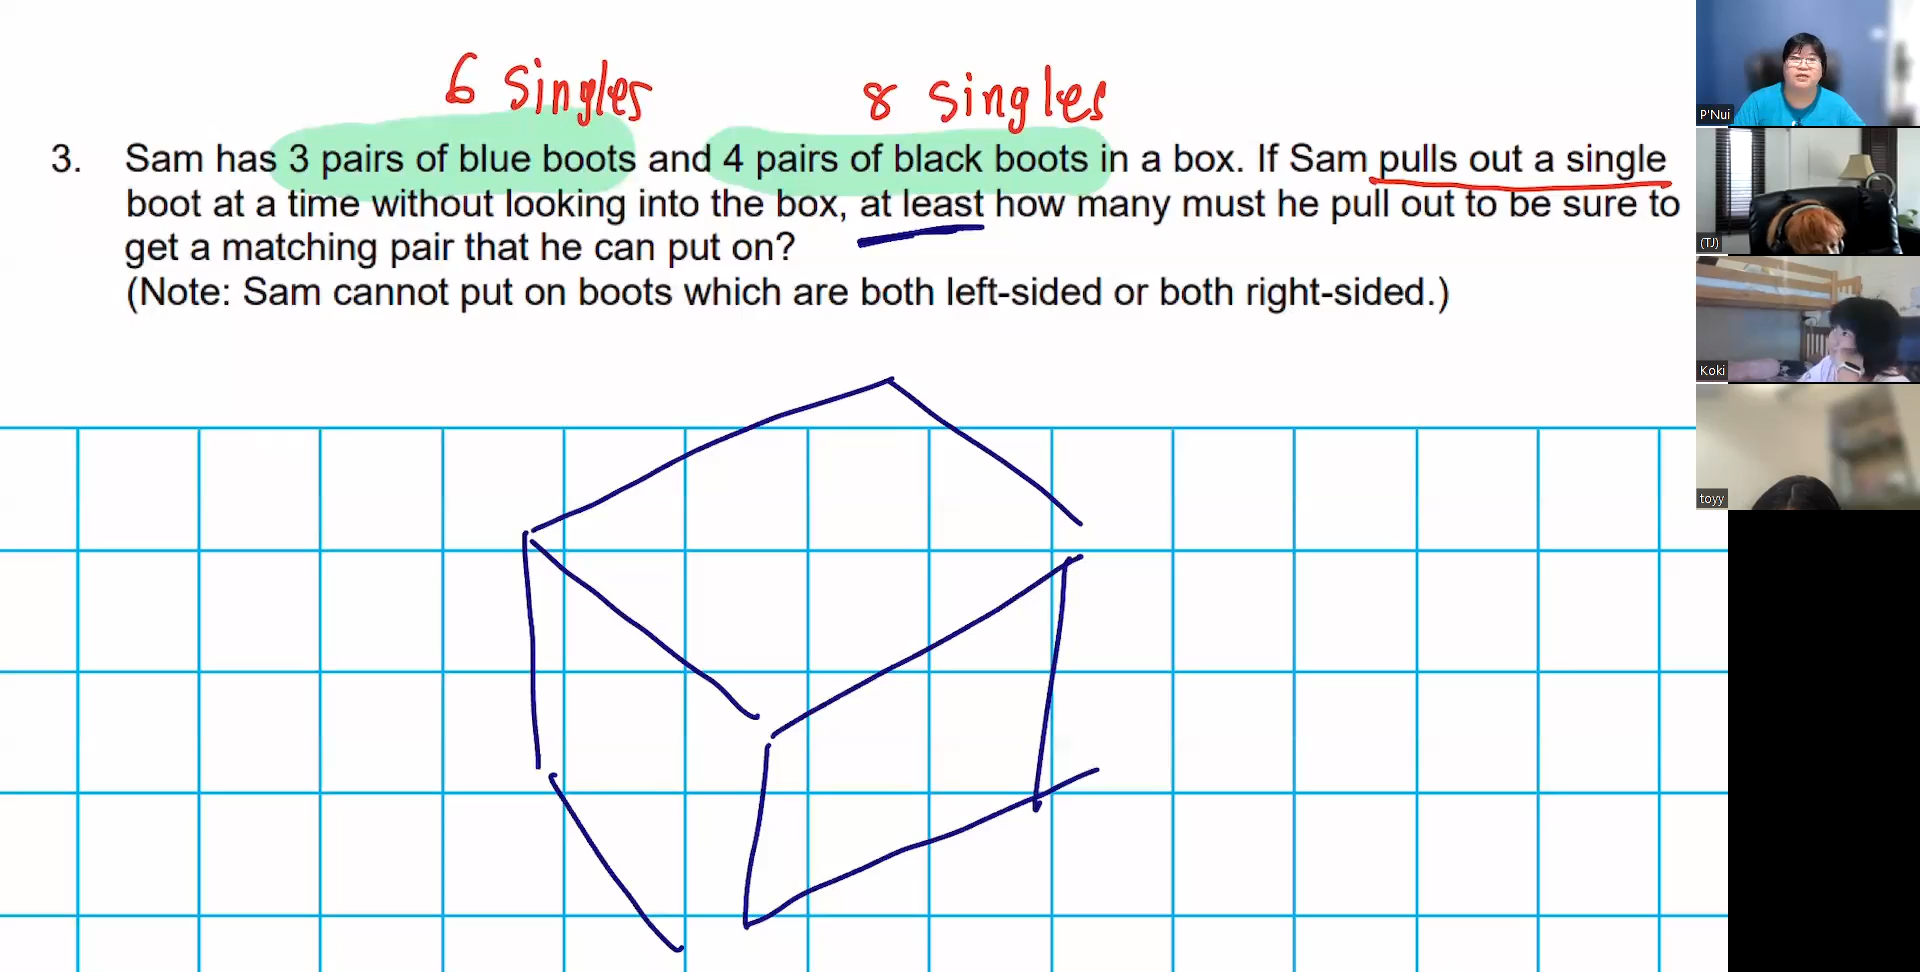 6 singles 8 singles
3. Sam has 3 pairs of blue boots and 4 pairs of black boots in a box. If Sam pulls out a single
boot at a time without looking into the box, at least how many must he pull out to be sure to
get a matching pair that he can put on?
(Note: Sam cannot put on boots which are both left-sided or both right-sided.)
P'Nui
(TJ)
Koki
toyy